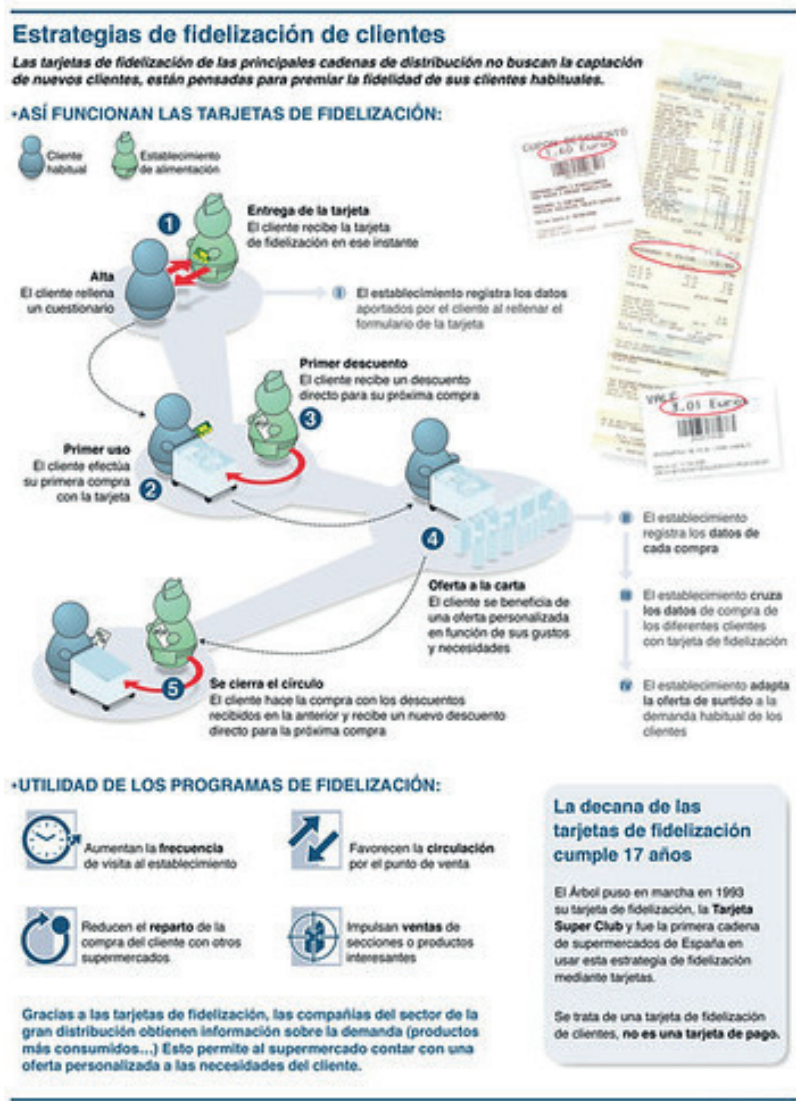 Estrategias de fidelización de clientes
Las tarjetas de fidelización de las principales cadenas de distribución no buscan la captación
de nuevos clientes, están pensadas para premiar la fidelidad de sus clientes habituales.
•ASÍ FUNCIONAN LAS TARJETAS DE FIDELIZACIÓN:
Cliente
habitual
Establecimiento
de alimentación
CUPON DESCUENTO
1,60 Euros
1
Entrega de la tarjeta
El cliente recibe la tarjeta
de fidelización en ese instante
Alta
El cliente rellena
un cuestionario
I
El establecimiento registra los datos
aportados por el cliente al rellenar el
formulario de la tarjeta
Primer descuento
El cliente recibe un descuento
directo para su próxima compra
3
VALE
3,01 Euros
Primer uso
El cliente efectúa
su primera compra
con la tarjeta
2
4
Oferta a la carta
El cliente se beneficia de
una oferta personalizada
en función de sus gustos
y necesidades
II
El establecimiento
registra los datos de
cada compra
III
El establecimiento cruza
los datos de compra de
los diferentes clientes
con tarjeta de fidelización
IV
El establecimiento adapta
la oferta de surtido a la
demanda habitual de los
clientes
5
Se cierra el círculo
El cliente hace la compra con los descuentos
recibidos en la anterior y recibe un nuevo descuento
directo para la próxima compra
•UTILIDAD DE LOS PROGRAMAS DE FIDELIZACIÓN:
Aumentan la frecuencia
de visita al establecimiento
Favorecen la circulación
por el punto de venta
Reducen el reparto de la
compra del cliente con otros
supermercados
Impulsan ventas de
secciones o productos
interesantes
Gracias a las tarjetas de fidelización, las compañías del sector de la
gran distribución obtienen información sobre la demanda (productos
más consumidos...) Esto permite al supermercado contar con una
oferta personalizada a las necesidades del cliente.
La decana de las
tarjetas de fidelización
cumple 17 años
El Árbol puso en marcha en 1993
su tarjeta de fidelización, la Tarjeta
Super Club y fue la primera cadena
de supermercados de España en
usar esta estrategia de fidelización
mediante tarjetas.
Se trata de una tarjeta de fidelización
de clientes, no es una tarjeta de pago.